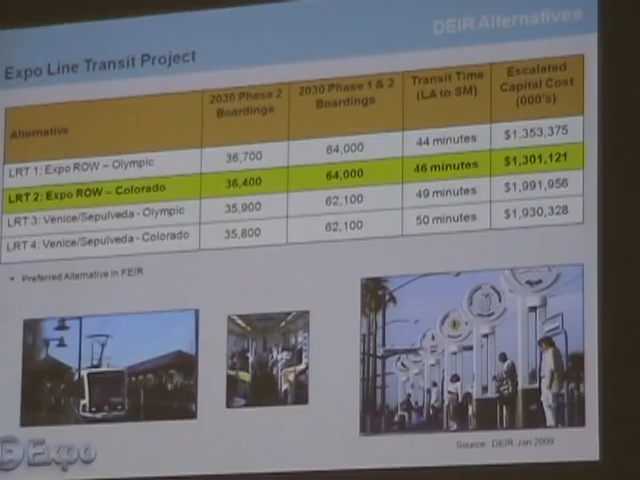 DEIR Alternatives
Expo Line Transit Project
Alternative | 2030 Phase 2 Boardings | 2030 Phase 1 & 2 Boardings | Transit Time (LA to SM) | Escalated Capital Cost (000's)
LRT 1: Expo ROW – Olympic | 36,700 | 64,000 | 44 minutes | $1,353,375
LRT 2: Expo ROW – Colorado | 36,400 | 64,000 | 46 minutes | $1,301,121
LRT 3: Venice/Sepulveda - Olympic | 35,900 | 62,100 | 49 minutes | $1,991,956
LRT 4: Venice/Sepulveda - Colorado | 35,800 | 62,100 | 50 minutes | $1,930,328
• Preferred Alternative in FEIR
Source: DEIR Jan 2009
Expo